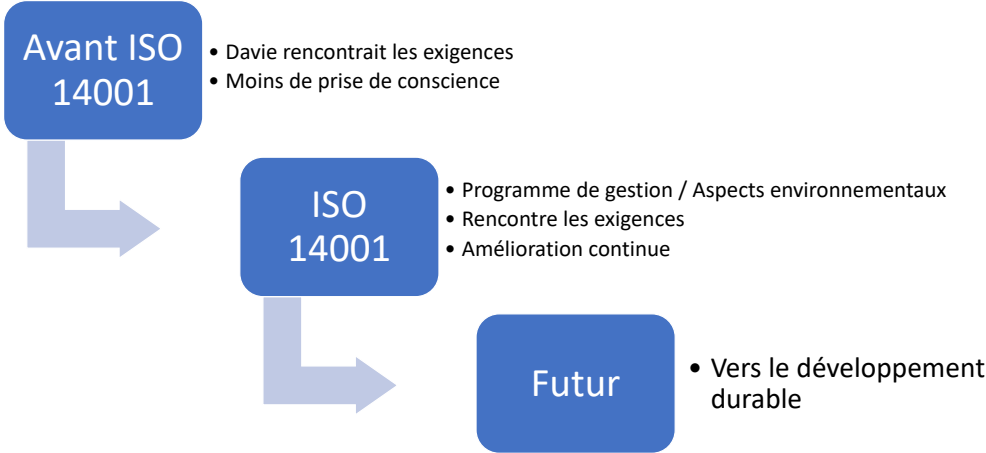 Avant ISO
14001
• Davie rencontrait les exigences
• Moins de prise de conscience
ISO
14001
• Programme de gestion / Aspects environnementaux
• Rencontre les exigences
• Amélioration continue
Futur
• Vers le développement
durable